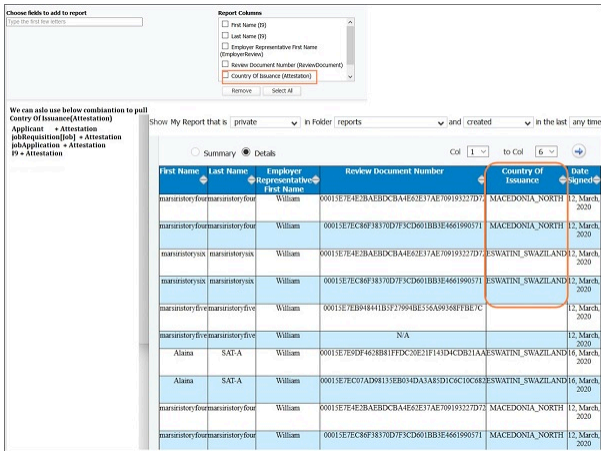 Choose fields to add to report
Type the first few letters
Report Columns
First Name (I9)
Last Name (I9)
Employer Representative First Name
(EmployerReview)
Review Document Number (ReviewDocument)
Country Of Issuance (Attestation)
Remove Select All
We can aslo use below combiantion to pull
Contry Of Issuance(Attestation)
Applicant + Attestation
jobRequisition[Job] + Attestation
jobApplication + Attestation
I9 + Attestation
Show My Report that is private in Folder reports and created in the last any time
Summary Details Col 1 to Col 6
First Name Last Name Employer Representative First Name Review Document Number Country Of Issuance Date Signed
marsiristoryfour marsiristoryfour William 00015E7E4E2BAEBDCBA4E62E37AE709193227D72 MACEDONIA_NORTH 12, March, 2020
marsiristoryfour marsiristoryfour William 00015E7EC86F38370D7F3CD601BB3E4661990571 MACEDONIA_NORTH 12, March, 2020
marsiristorysix marsiristorysix William 00015E7E4E2BAEBDCBA4E62E37AE709193227D72 ESWATINI_SWAZILAND 12, March, 2020
marsiristorysix marsiristorysix William 00015E7EC86F38370D7F3CD601BB3E4661990571 ESWATINI_SWAZILAND 12, March, 2020
marsiristoryfive marsiristoryfive William 00015E7EB948441B5F27994BE556A99368FFBE7C 12, March, 2020
marsiristoryfive marsiristoryfive William N/A 12, March, 2020
Alaina SAT-A William 00015E7E9DF4628B81FFDC20E21F143D4CDB21AA ESWATINI_SWAZILAND 16, March, 2020
Alaina SAT-A William 00015E7EC07AD98135EB034DA3A85D1C6C10C682 ESWATINI_SWAZILAND 16, March, 2020
marsiristoryfour marsiristoryfour William 00015E7E4E2BAEBDCBA4E62E37AE709193227D72 MACEDONIA_NORTH 12, March, 2020
marsiristoryfour marsiristoryfour William 00015E7EC86F38370D7F3CD601BB3E4661990571 MACEDONIA_NORTH 12, March, 2020